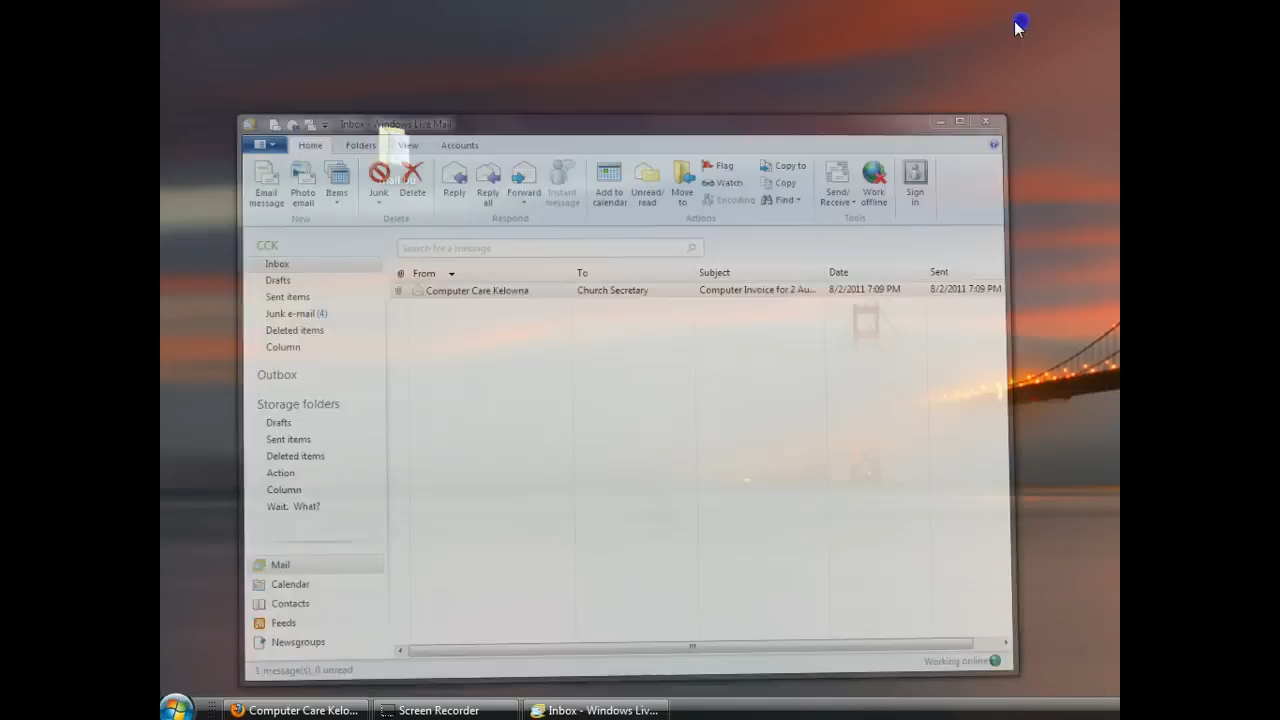 Inbox - Windows Live Mail
Home Folders View Accounts
Email message
Photo email
Items
Junk
Delete
Reply
Reply all
Forward
Instant message
Add to calendar
Unread/ read
Move to
Flag
Watch
Encoding
Copy to
Copy
Find
Send/ Receive
Work offline
Sign in
New Delete Respond Actions Tools
CCK
Inbox
Drafts
Sent items
Junk e-mail (4)
Deleted items
Column
Outbox
Storage folders
Drafts
Sent items
Deleted items
Action
Column
Wait. What?
Mail
Calendar
Contacts
Feeds
Newsgroups
Search for a message
From To Subject Date Sent
Computer Care Kelowna Church Secretary Computer Invoice for 2 Au... 8/2/2011 7:09 PM 8/2/2011 7:09 PM
1 message(s), 0 unread
Working online
Computer Care Kelo... Screen Recorder Inbox - Windows Liv...